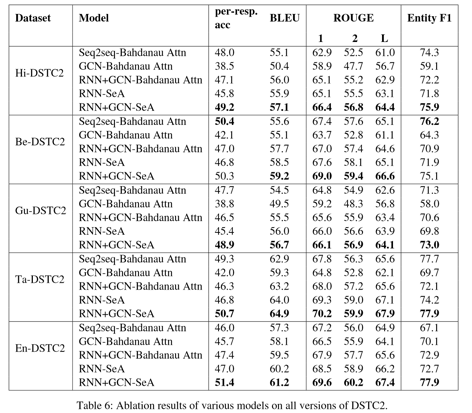 Dataset Model per-resp. acc BLEU ROUGE Entity F1
1 2 L
Hi-DSTC2
Seq2seq-Bahdanau Attn 48.0 55.1 62.9 52.5 61.0 74.3
GCN-Bahdanau Attn 38.5 50.4 58.9 47.7 56.7 59.1
RNN+GCN-Bahdanau Attn 47.1 56.0 65.1 55.2 62.9 72.2
RNN-SeA 45.8 55.9 65.1 55.5 63.1 71.8
RNN+GCN-SeA 49.2 57.1 66.4 56.8 64.4 75.9
Be-DSTC2
Seq2seq-Bahdanau Attn 50.4 55.6 67.4 57.6 65.1 76.2
GCN-Bahdanau Attn 42.1 55.1 63.7 52.8 61.1 64.3
RNN+GCN-Bahdanau Attn 47.0 57.7 67.0 57.4 64.6 70.9
RNN-SeA 46.8 58.5 67.6 58.1 65.1 71.9
RNN+GCN-SeA 50.3 59.2 69.0 59.4 66.6 75.1
Gu-DSTC2
Seq2seq-Bahdanau Attn 47.7 54.5 64.8 54.9 62.6 71.3
GCN-Bahdanau Attn 38.8 49.5 59.2 48.3 56.8 58.0
RNN+GCN-Bahdanau Attn 46.5 55.5 65.6 55.9 63.4 70.6
RNN-SeA 45.4 56.0 66.0 56.6 63.9 69.8
RNN+GCN-SeA 48.9 56.7 66.1 56.9 64.1 73.0
Ta-DSTC2
Seq2seq-Bahdanau Attn 49.3 62.9 67.8 56.3 65.6 77.7
GCN-Bahdanau Attn 42.0 59.3 64.8 52.8 62.1 69.7
RNN+GCN-Bahdanau Attn 46.3 63.2 68.0 57.2 65.6 72.1
RNN-SeA 46.8 64.0 69.3 59.0 67.1 74.2
RNN+GCN-SeA 50.7 64.9 70.2 59.9 67.9 77.9
En-DSTC2
Seq2seq-Bahdanau Attn 46.0 57.3 67.2 56.0 64.9 67.1
GCN-Bahdanau Attn 45.7 58.1 66.5 55.9 64.1 70.1
RNN+GCN-Bahdanau Attn 47.4 59.5 67.9 57.7 65.6 72.9
RNN-SeA 47.0 60.2 68.5 58.9 66.2 72.7
RNN+GCN-SeA 51.4 61.2 69.6 60.2 67.4 77.9
Table 6: Ablation results of various models on all versions of DSTC2.